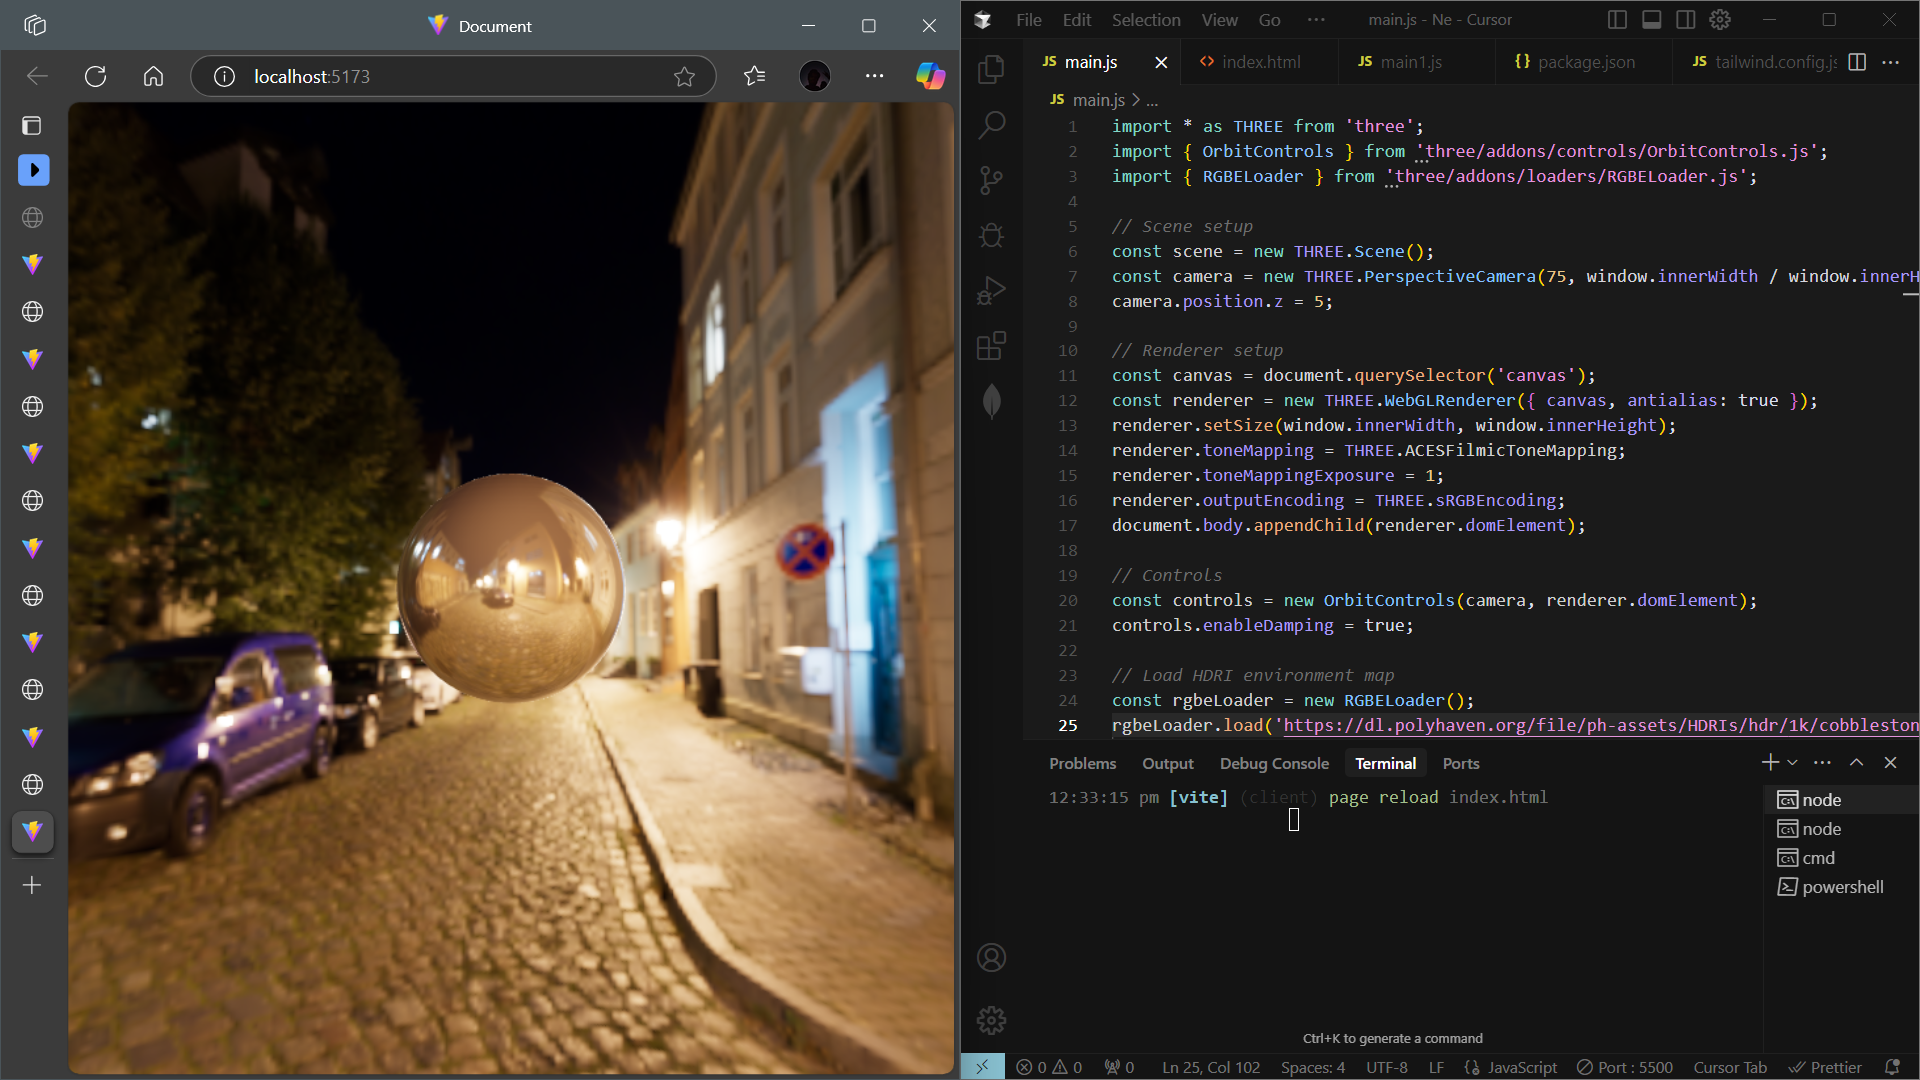 Document
localhost:5173
File Edit Selection View Go ··· main.js - Ne - Cursor
JS main.js <> index.html JS main1.js {} package.json JS tailwind.config.js
JS main.js > ...
1 import * as THREE from 'three';
2 import { OrbitControls } from 'three/addons/controls/OrbitControls.js';
3 import { RGBELoader } from 'three/addons/loaders/RGBELoader.js';
4
5 // Scene setup
6 const scene = new THREE.Scene();
7 const camera = new THREE.PerspectiveCamera(75, window.innerWidth / window.innerH
8 camera.position.z = 5;
9
10 // Renderer setup
11 const canvas = document.querySelector('canvas');
12 const renderer = new THREE.WebGLRenderer({ canvas, antialias: true });
13 renderer.setSize(window.innerWidth, window.innerHeight);
14 renderer.toneMapping = THREE.ACESFilmicToneMapping;
15 renderer.toneMappingExposure = 1;
16 renderer.outputEncoding = THREE.sRGBEncoding;
17 document.body.appendChild(renderer.domElement);
18
19 // Controls
20 const controls = new OrbitControls(camera, renderer.domElement);
21 controls.enableDamping = true;
22
23 // Load HDRI environment map
24 const rgbeLoader = new RGBELoader();
25 rgbeLoader.load('https://dl.polyhaven.org/file/ph-assets/HDRIs/hdr/1k/cobbleston
Problems Output Debug Console Terminal Ports
12:33:15 pm [vite] (client) page reload index.html
node
node
cmd
powershell
Ctrl+K to generate a command
0 0 0 Ln 25, Col 102 Spaces: 4 UTF-8 LF {} JavaScript Port : 5500 Cursor Tab Prettier